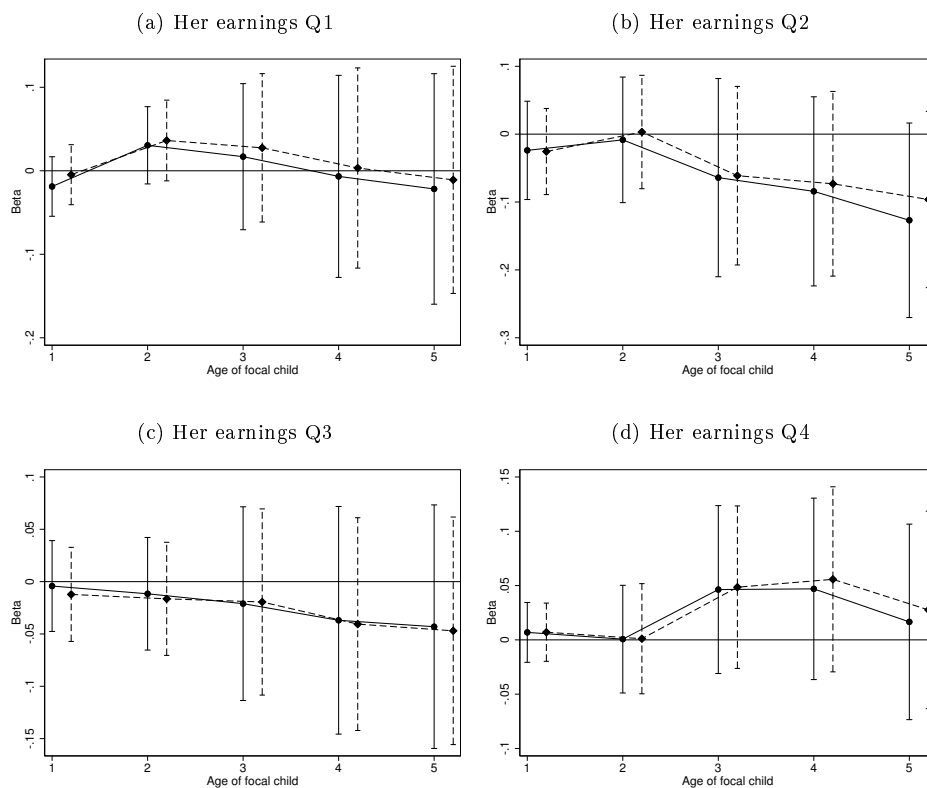 (a) Her earnings Q1
.1
0
-.1
-.2
Beta
1 2 3 4 5
Age of focal child
(b) Her earnings Q2
.1
0
-.1
-.2
-.3
Beta
1 2 3 4 5
Age of focal child
(c) Her earnings Q3
.1
.05
0
-.05
-.1
-.15
Beta
1 2 3 4 5
Age of focal child
(d) Her earnings Q4
.15
.1
.05
0
-.05
-.1
Beta
1 2 3 4 5
Age of focal child